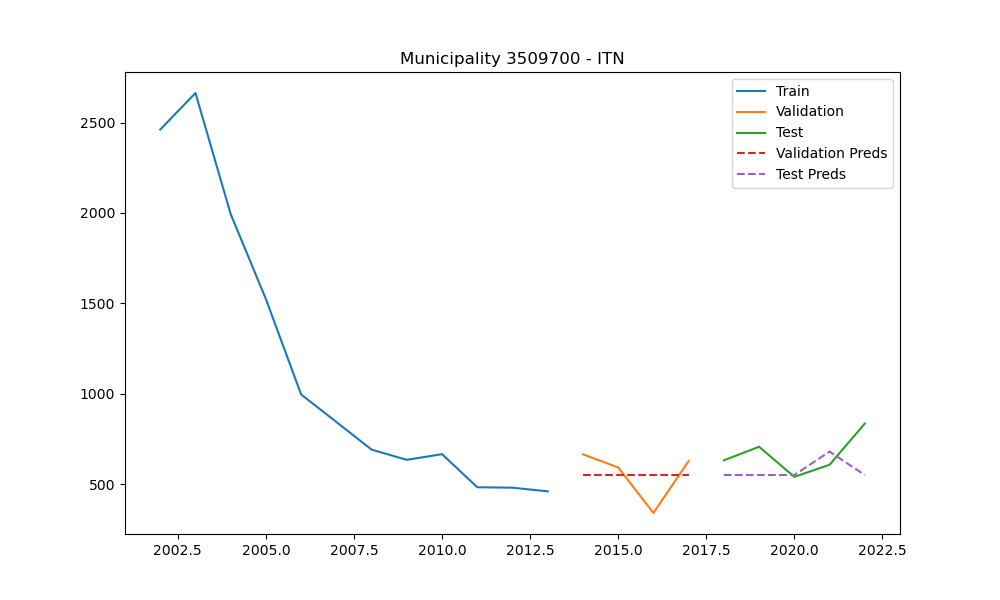 Municipality 3509700 - ITN
Train
Validation
Test
Validation Preds
Test Preds
2500
2000
1500
1000
500
2002.5 2005.0 2007.5 2010.0 2012.5 2015.0 2017.5 2020.0 2022.5